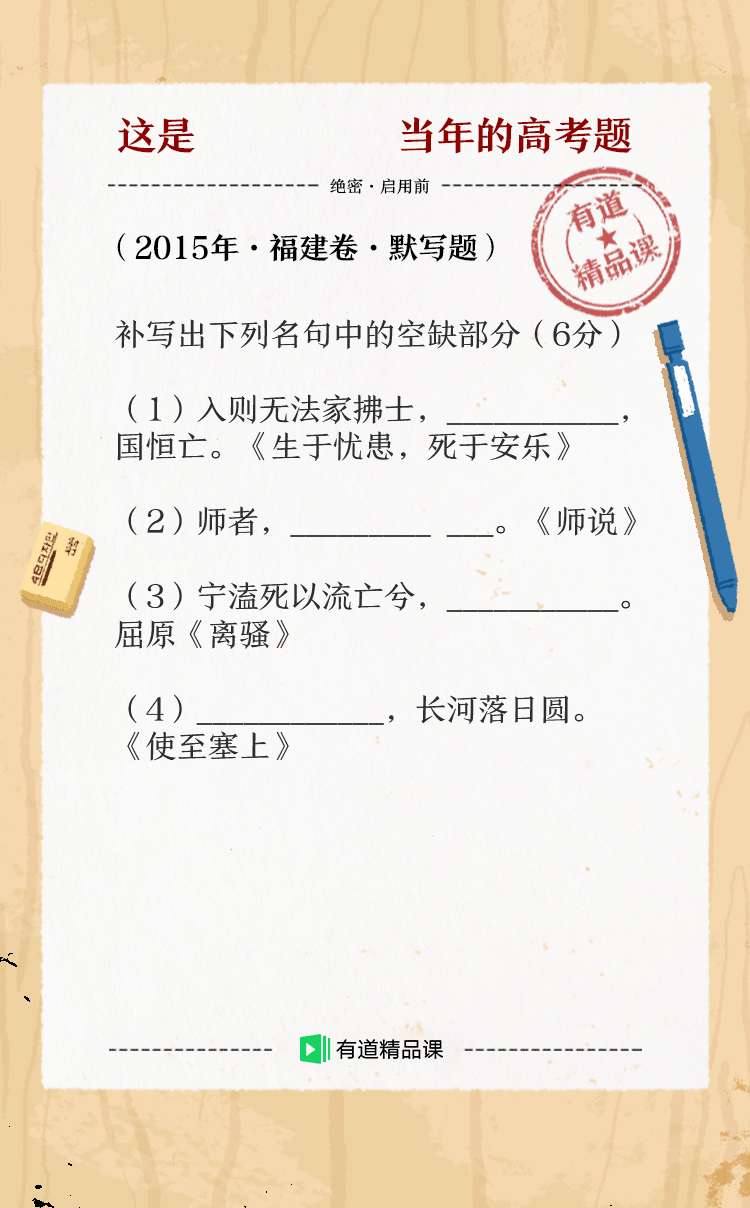 这是 当年的高考题
绝密·启用前
（2015年·福建卷·默写题）
有道
精品课
补写出下列名句中的空缺部分（6分）
（1）入则无法家拂士，___________，
国恒亡。《生于忧患，死于安乐》
（2）师者，_________ ___。《师说》
（3）宁溘死以流亡兮，___________。
屈原《离骚》
（4）____________，长河落日圆。
《使至塞上》
有道精品课